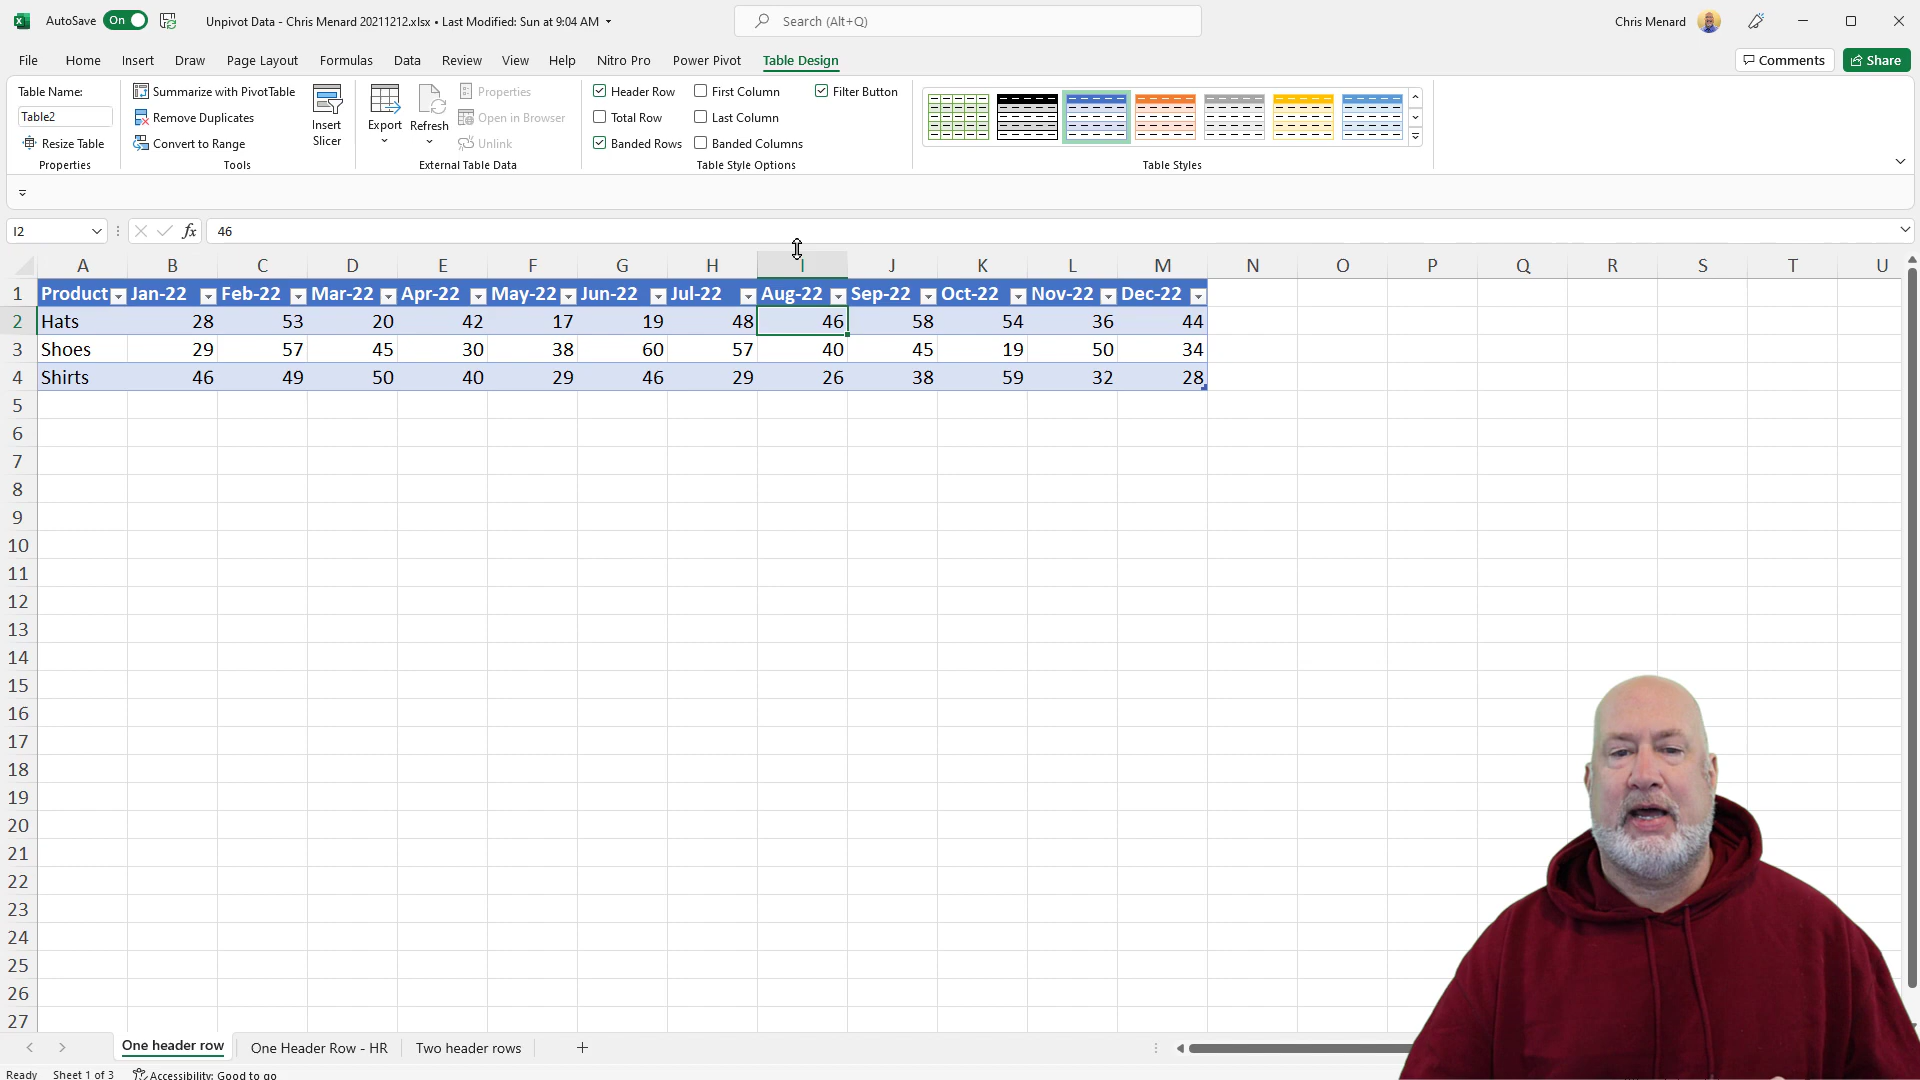 AutoSave On Unpivot Data - Chris Menard 20211212.xlsx • Last Modified: Sun at 9:04 AM Search (Alt+Q) Chris Menard
File Home Insert Draw Page Layout Formulas Data Review View Help Nitro Pro Power Pivot Table Design Comments Share
Table Name:
Table2
Resize Table
Properties
Summarize with PivotTable
Remove Duplicates
Convert to Range
Insert
Slicer
Tools
Export
Refresh
Properties
Open in Browser
Unlink
External Table Data
Header Row First Column Filter Button
Total Row Last Column
Banded Rows Banded Columns
Table Style Options
Table Styles
I2 fx 46
A B C D E F G H I J K L M N O P Q R S T U
1 Product Jan-22 Feb-22 Mar-22 Apr-22 May-22 Jun-22 Jul-22 Aug-22 Sep-22 Oct-22 Nov-22 Dec-22
2 Hats 28 53 20 42 17 19 48 46 58 54 36 44
3 Shoes 29 57 45 30 38 60 57 40 45 19 50 34
4 Shirts 46 49 50 40 29 46 29 26 38 59 32 28
5
6
7
8
9
10
11
12
13
14
15
16
17
18
19
20
21
22
23
24
25
26
27
One header row One Header Row - HR Two header rows
Ready Sheet 1 of 3 Accessibility: Good to go